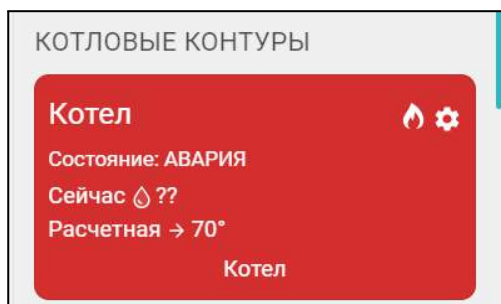 КОТЛОВЫЕ КОНТУРЫ
Котел
Состояние: АВАРИЯ
Сейчас ??
Расчетная → 70°
Котел